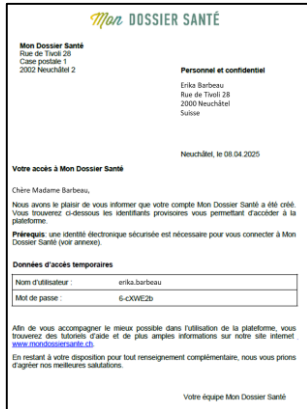 Mon DOSSIER SANTÉ
Mon Dossier Santé
Rue de Tivoli 28
Case postale 1
2002 Neuchâtel 2
Personnel et confidentiel
Erika Barbeau
Rue de Tivoli 28
2000 Neuchâtel
Suisse
Neuchâtel, le 08.04.2025
Votre accès à Mon Dossier Santé
Chère Madame Barbeau,
Nous avons le plaisir de vous informer que votre compte Mon Dossier Santé a été créé.
Vous trouverez ci-dessous les identifiants provisoires vous permettant d'accéder à la
plateforme.
Prérequis: une identité électronique sécurisée est nécessaire pour vous connecter à Mon
Dossier Santé (voir annexe).
Données d'accès temporaires
Nom d'utilisateur : erika.barbeau
Mot de passe : 6-cXWE2b
Afin de vous accompagner le mieux possible dans l'utilisation de la plateforme, vous
trouverez des tutoriels d'aide et de plus amples informations sur notre site internet
www.mondossiersante.ch.
En restant à votre disposition pour tout renseignement complémentaire, nous vous prions
d'agréer nos meilleures salutations.
Votre équipe Mon Dossier Santé